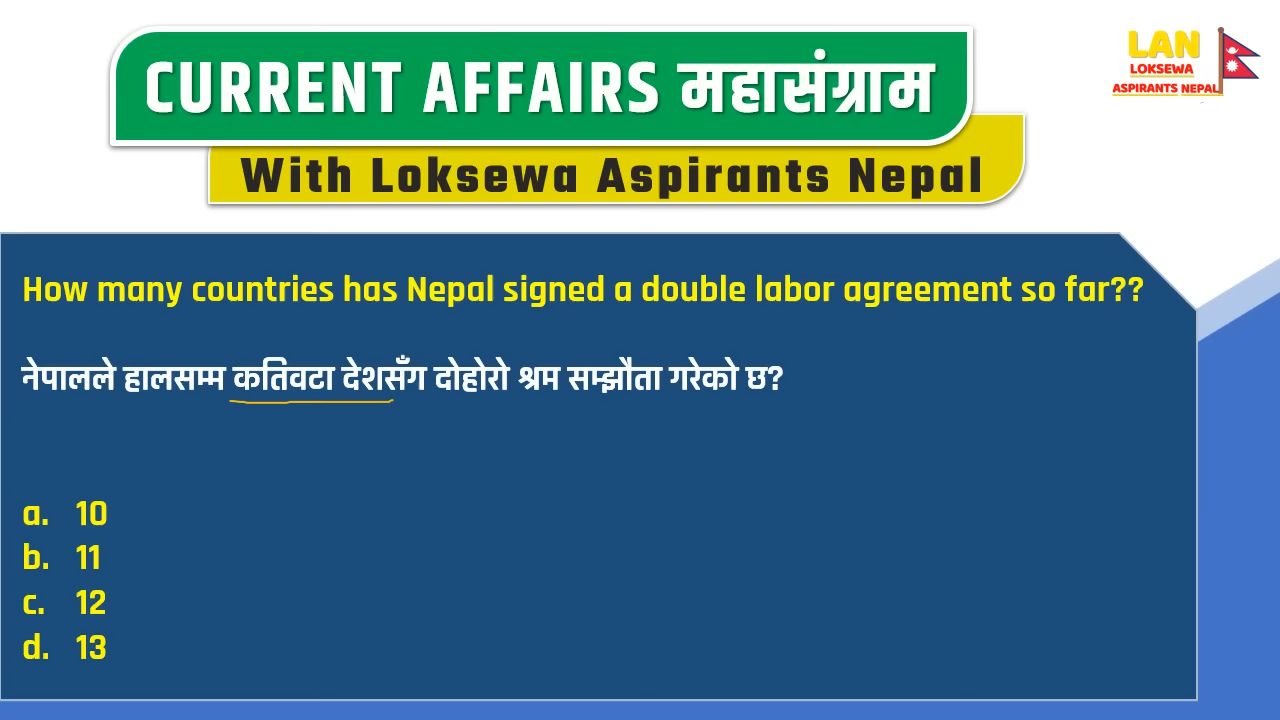 CURRENT AFFAIRS महासंग्राम
With Loksewa Aspirants Nepal
LAN
LOKSEWA
ASPIRANTS NEPAL
How many countries has Nepal signed a double labor agreement so far??
नेपालले हालसम्म कतिवटा देशसँग दोहोरो श्रम सम्झौता गरेको छ?
a. 10
b. 11
c. 12
d. 13